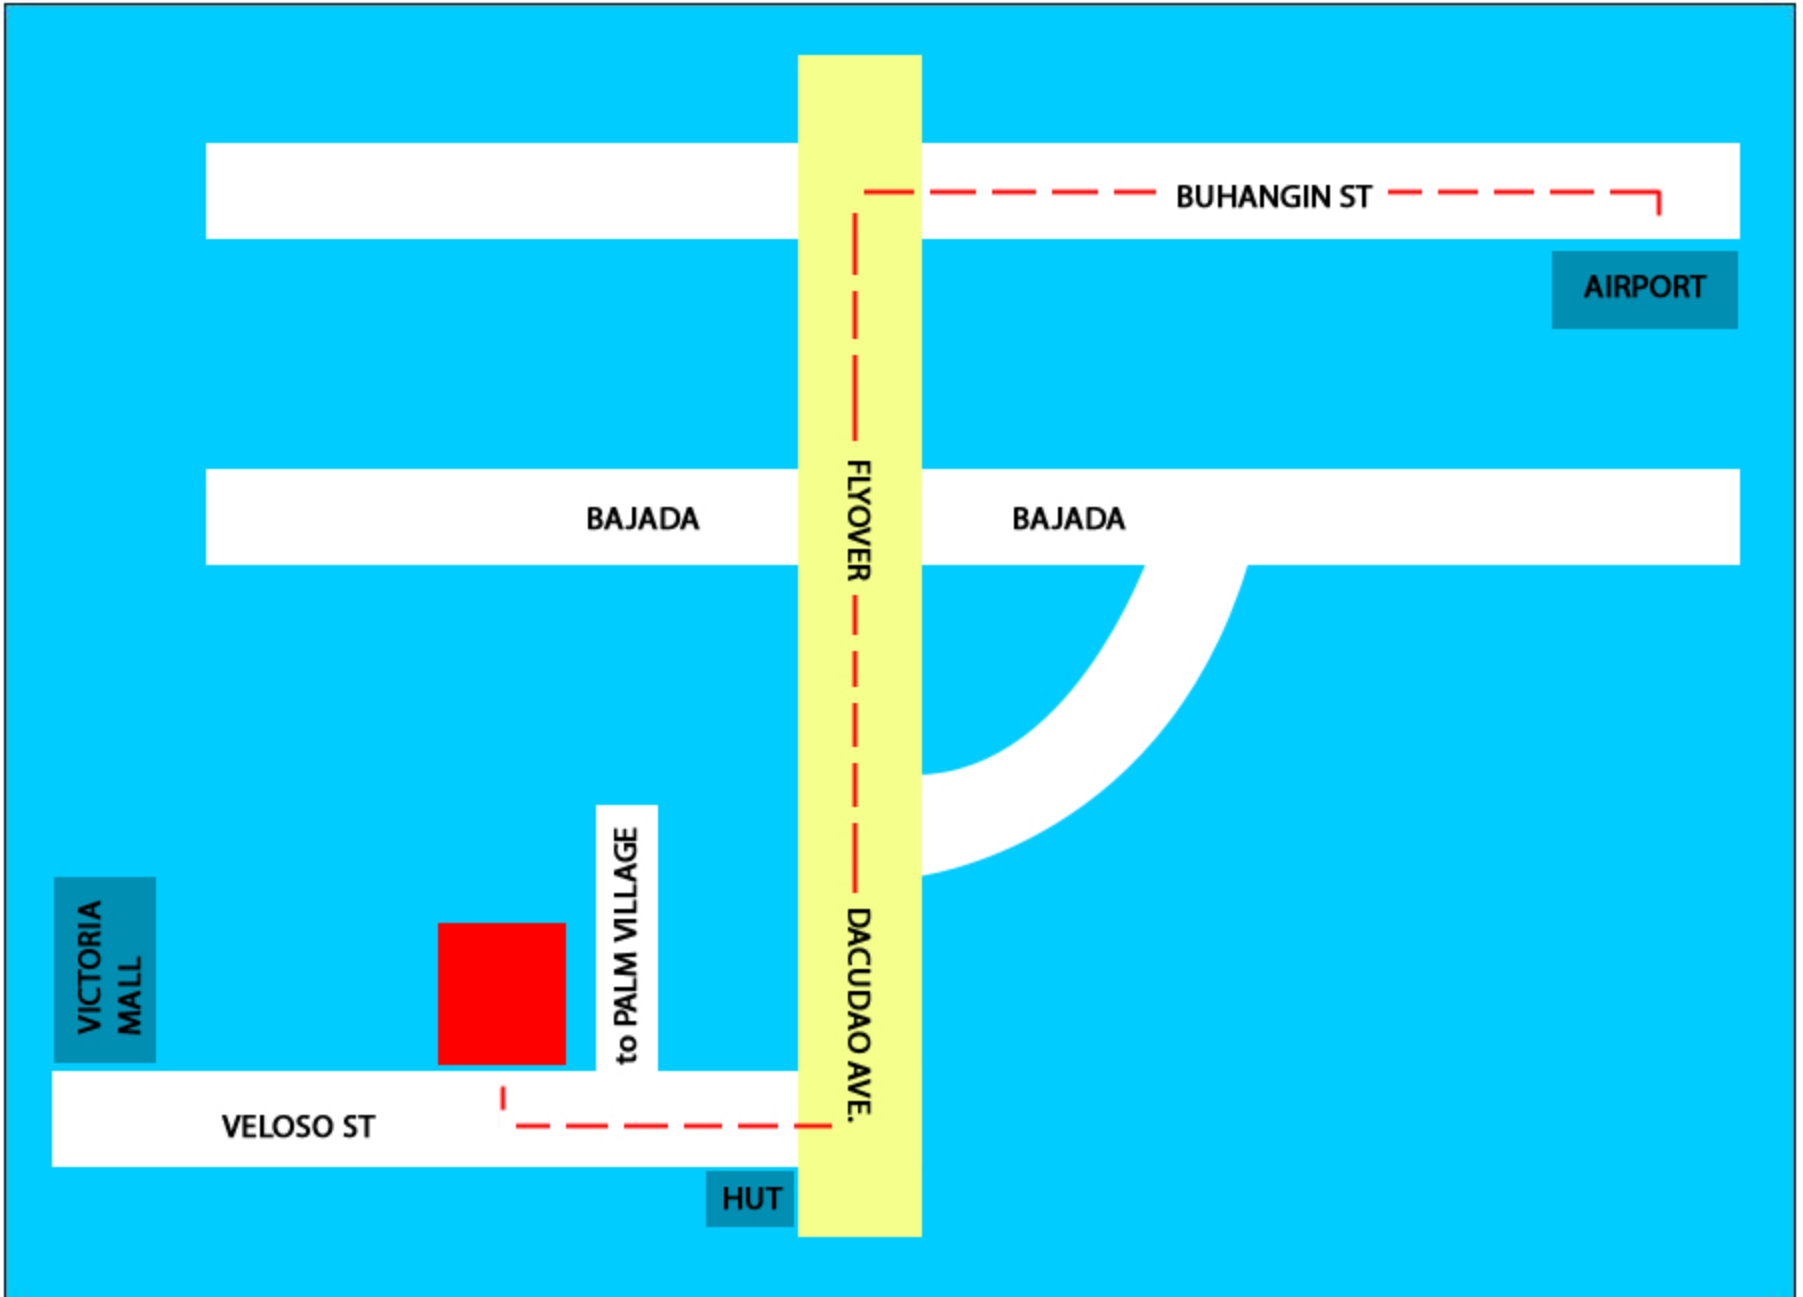 BUHANGIN ST
AIRPORT
FLYOVER
BAJADA
BAJADA
to PALM VILLAGE
VICTORIA
MALL
DACUDAO AVE.
VELOSO ST
HUT